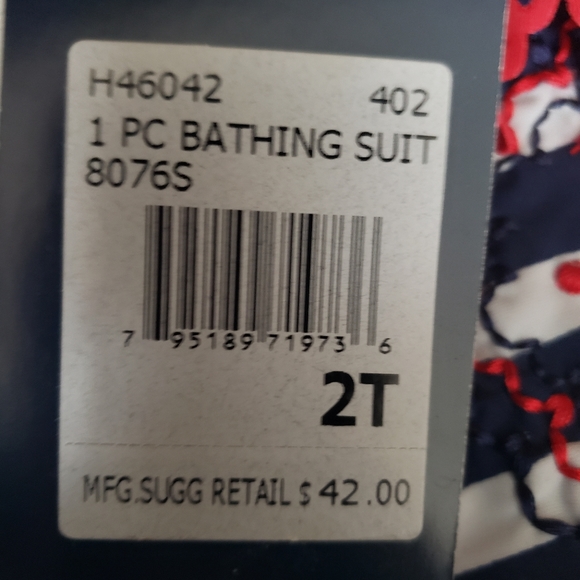 H46042 402
1 PC BATHING SUIT
8076S
7 95189 71973 6
2T
MFG.SUGG RETAIL $ 42.00